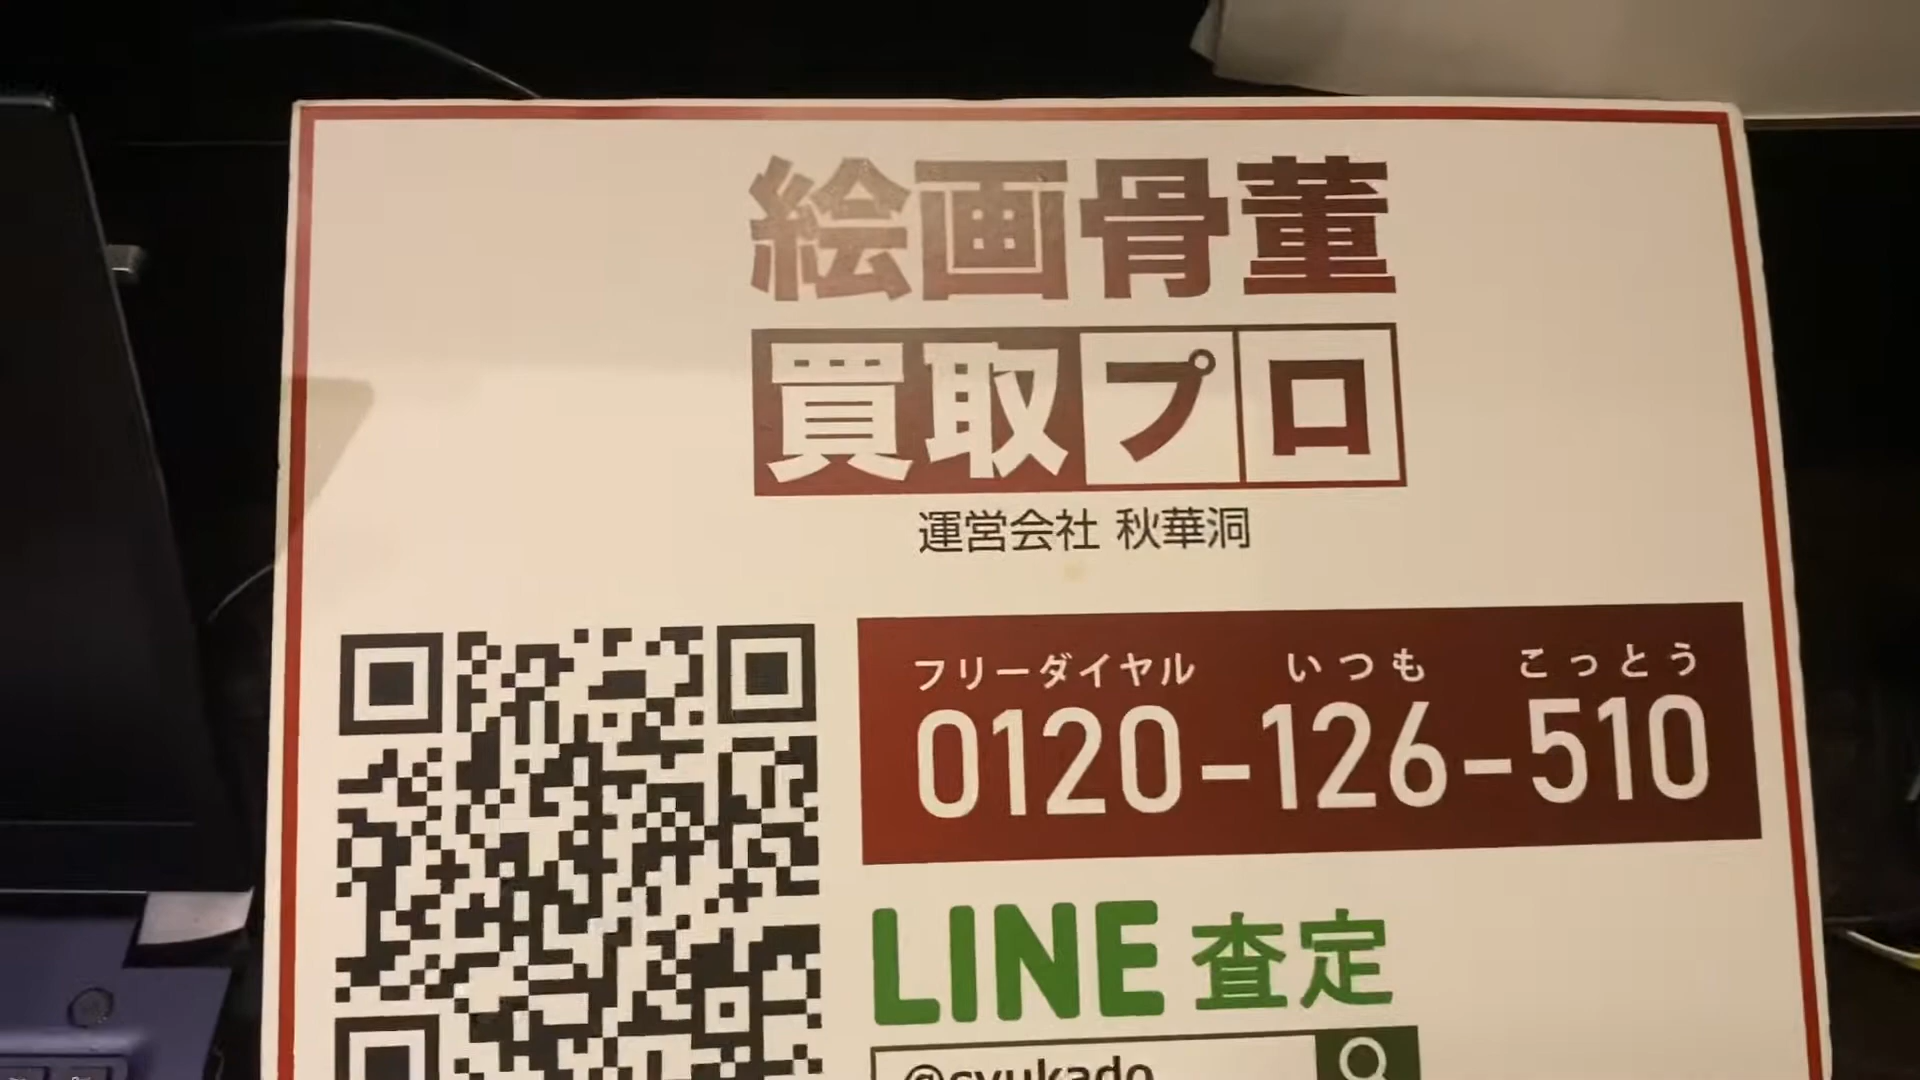 絵画骨董
買取プロ
運営会社 秋華洞
フリーダイヤル いつも こっとう
0120-126-510
LINE 査定
@syukado